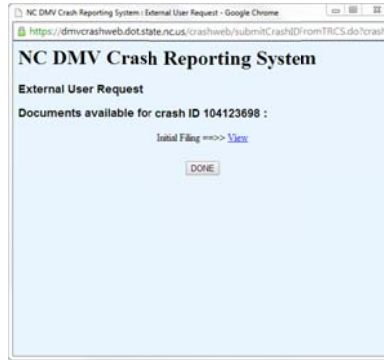 NC DMV Crash Reporting System : External User Request - Google Chrome
https://dmvcrashweb.dot.state.nc.us/crashweb/submitCrashIDFromTRCS.do?crash
NC DMV Crash Reporting System
External User Request
Documents available for crash ID 104123698 :
Initial Filing ==>> View
DONE